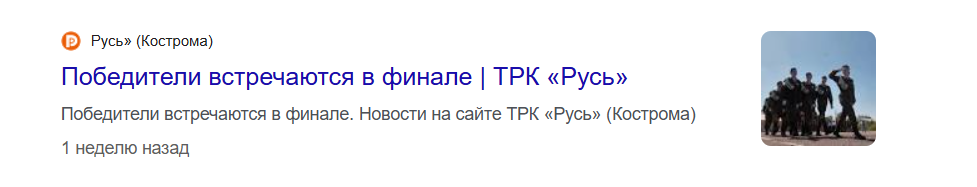 Русь» (Кострома)
Победители встречаются в финале | ТРК «Русь»
Победители встречаются в финале. Новости на сайте ТРК «Русь» (Кострома)
1 неделю назад